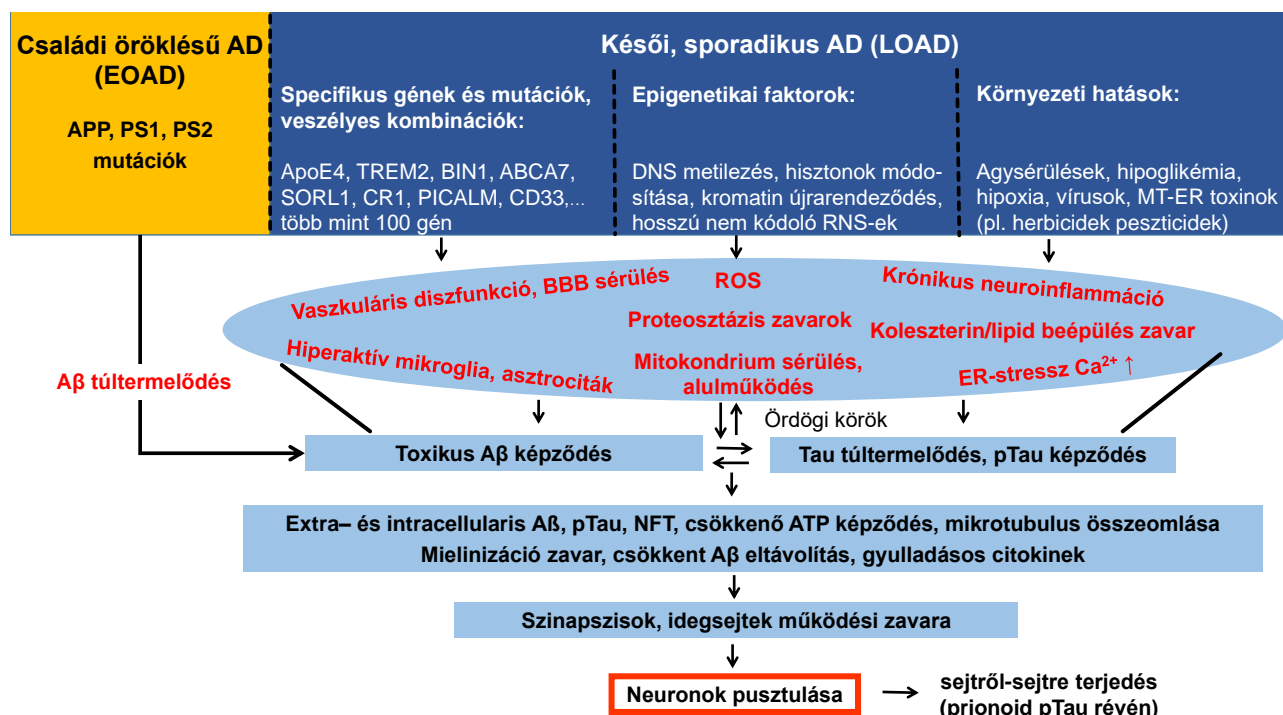 Családi öröklésű AD
(EOAD)
APP, PS1, PS2
mutációk
Késői, sporadikus AD (LOAD)
Specifikus gének és mutációk,
veszélyes kombinációk:
ApoE4, TREM2, BIN1, ABCA7,
SORL1, CR1, PICALM, CD33,...
több mint 100 gén
Epigenetikai faktorok:
DNS metilezés, hisztonok módo-
sítása, kromatin újrarendeződés,
hosszú nem kódoló RNS-ek
Környezeti hatások:
Agysérülések, hipoglikémia,
hipoxia, vírusok, MT-ER toxinok
(pl. herbicidek peszticidek)
Vaszkuláris diszfunkció, BBB sérülés
ROS
Krónikus neuroinflammáció
Proteosztázis zavarok
Koleszterin/lipid beépülés zavar
Hiperaktív mikroglia, asztrociták
Mitokondrium sérülés,
alulműködés
ER-stressz Ca²⁺ ↑
Aβ túltermelődés
Ördögi körök
Toxikus Aβ képződés
Tau túltermelődés, pTau képződés
Extra– és intracellularis Aß, pTau, NFT, csökkenő ATP képződés, mikrotubulus összeomlása
Mielinizáció zavar, csökkent Aβ eltávolítás, gyulladásos citokinek
Szinapszisok, idegsejtek működési zavara
Neuronok pusztulása
sejtről-sejtre terjedés
(prionoid pTau révén)